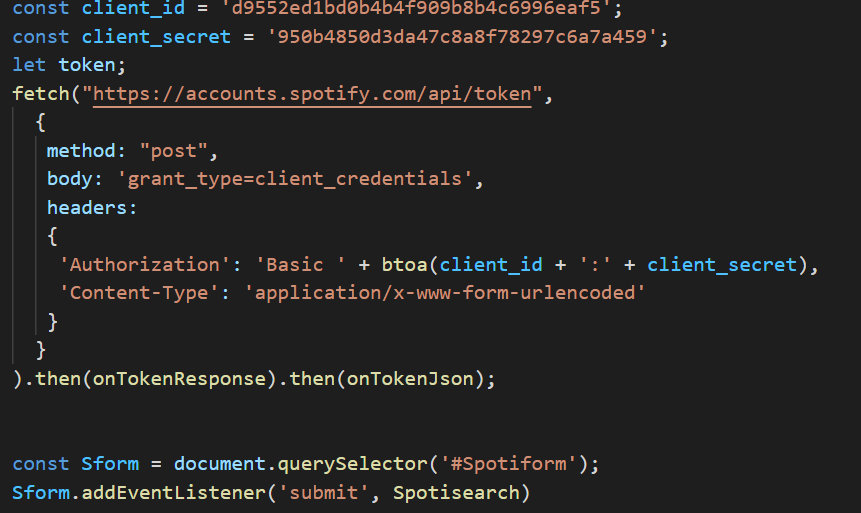 const client_id = 'd9552ed1bd0b4b4f909b8b4c6996eaf5';
const client_secret = '950b4850d3da47c8a8f78297c6a7a459';
let token;
fetch("https://accounts.spotify.com/api/token",
{
method: "post",
body: 'grant_type=client_credentials',
headers:
{
'Authorization': 'Basic ' + btoa(client_id + ':' + client_secret),
'Content-Type': 'application/x-www-form-urlencoded'
}
}
).then(onTokenResponse).then(onTokenJson);
const Sform = document.querySelector('#Spotiform');
Sform.addEventListener('submit', Spotisearch)